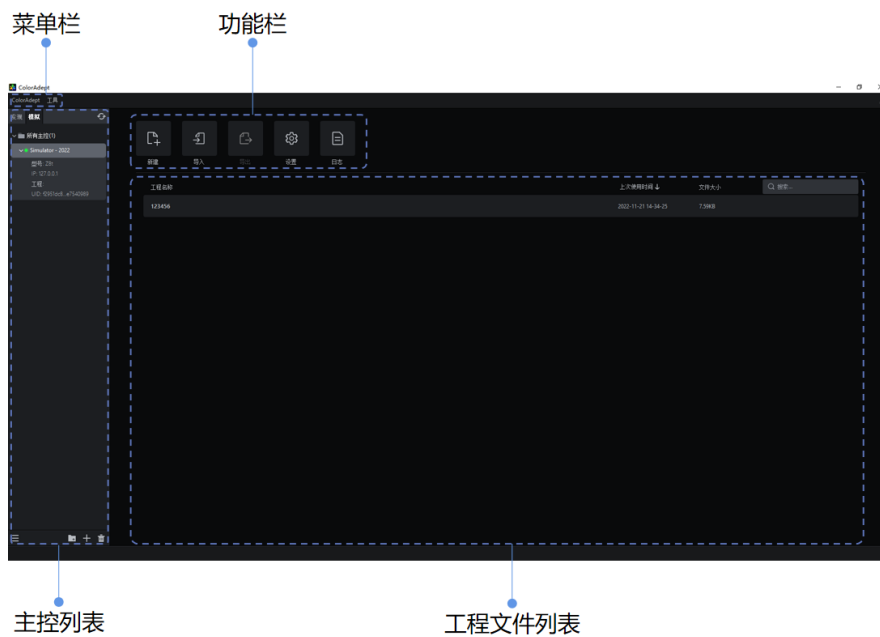 菜单栏
功能栏
ColorAdept
ColorAdept 工具
模拟
所有主控(1)
Simulator - 2022
型号: Z8t
IP: 127.0.0.1
工程
新建
导入
导出
设置
日志
工程名称
上次使用时间
文件大小
搜索...
123456
2022-11-21 14-34-25
7.59KB
主控列表
工程文件列表